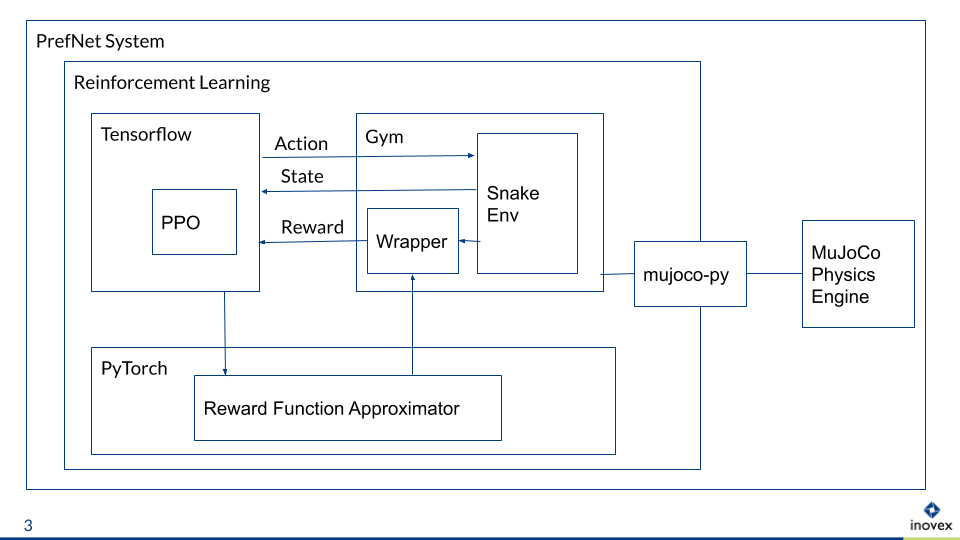 PrefNet System
Reinforcement Learning
Tensorflow
Action
Gym
State
Snake
Env
PPO
Reward
Wrapper
mujoco-py
MuJoCo
Physics
Engine
PyTorch
Reward Function Approximator
3
inovex